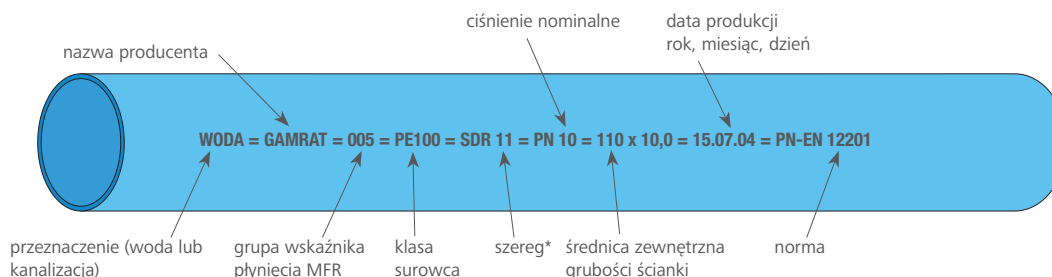 ciśnienie nominalne
data produkcji
rok, miesiąc, dzień
nazwa producenta
WODA = GAMRAT = 005 = PE100 = SDR 11 = PN 10 = 110 x 10,0 = 15.07.04 = PN-EN 12201
przeznaczenie (woda lub
kanalizacja)
grupa wskaźnika
płynięcia MFR
klasa
surowca
szereg*
średnica zewnętrzna
grubości ścianki
norma